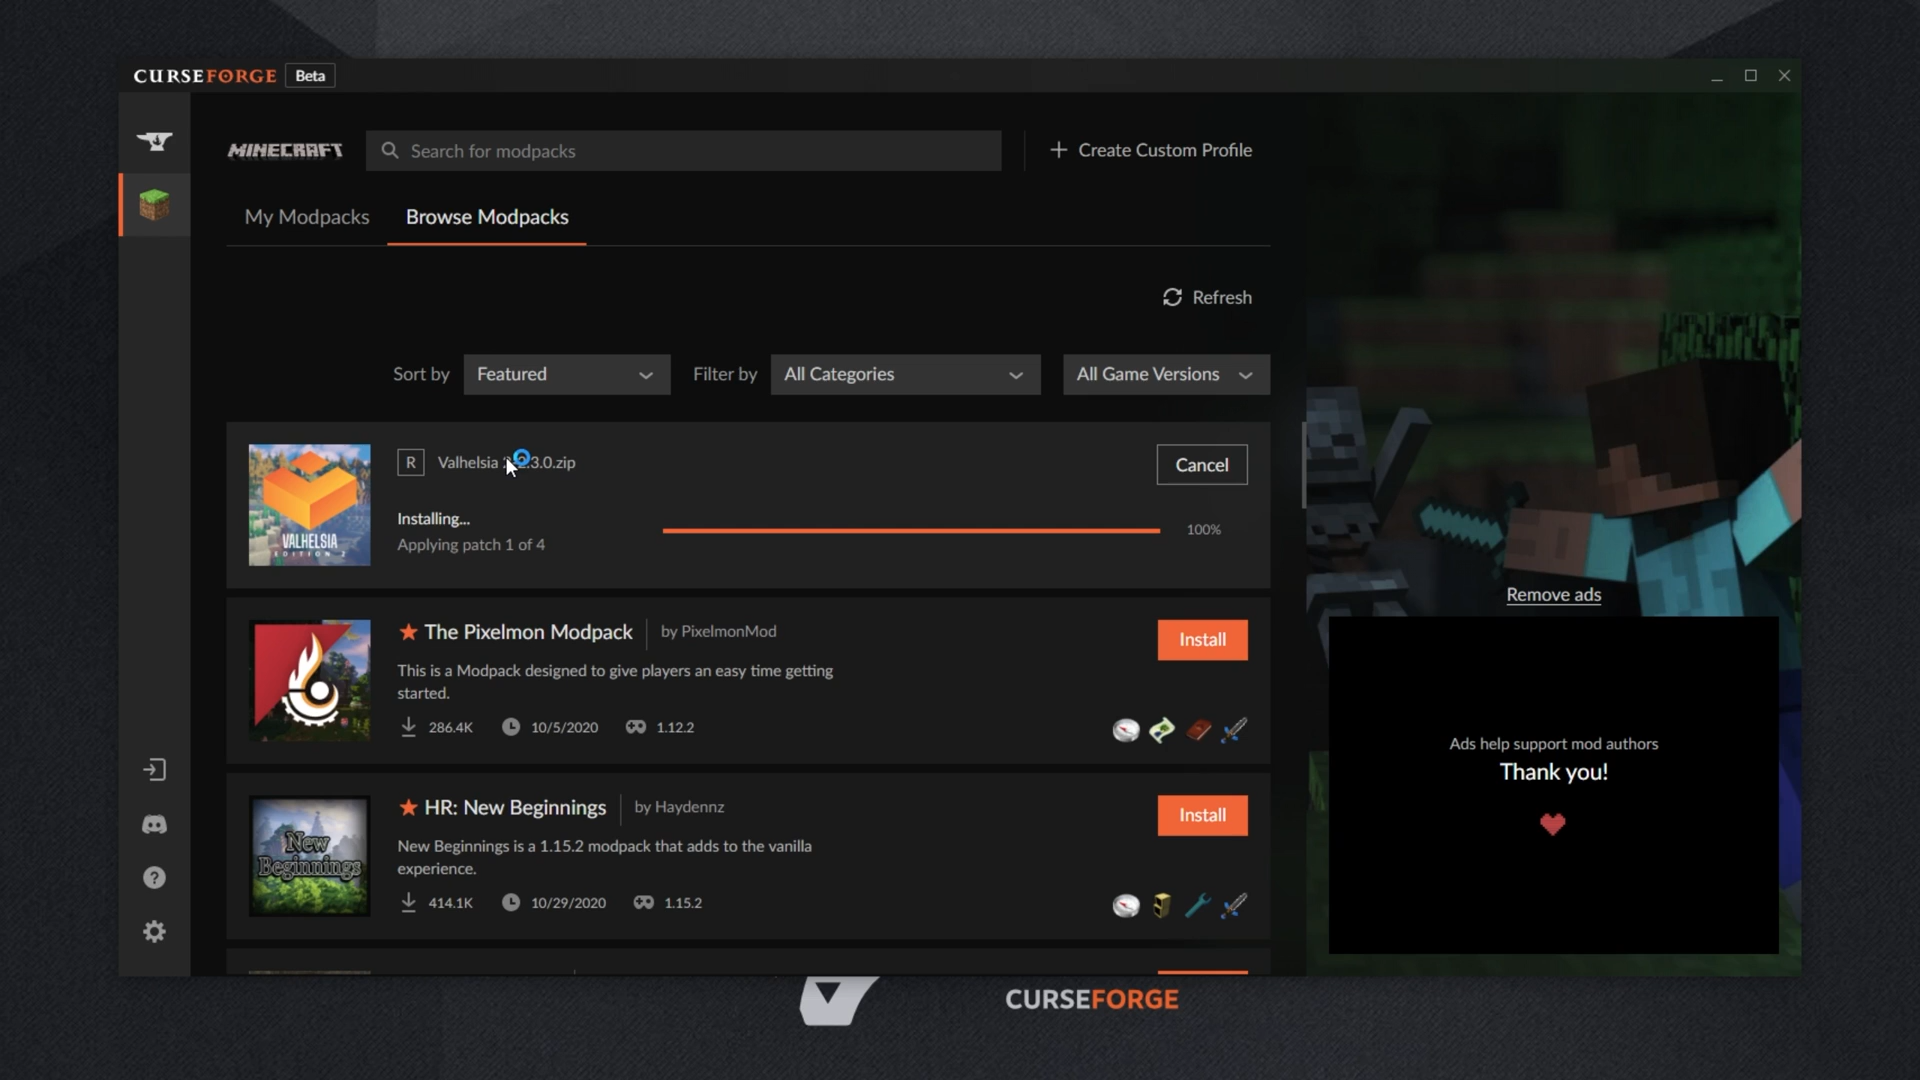 CURSEFORGE Beta
MINECRAFT
Search for modpacks
Create Custom Profile
My Modpacks
Browse Modpacks
Refresh
Sort by
Featured
Filter by
All Categories
All Game Versions
VALHELSIA
EDITION 2
R
Valhelsia
3.0.zip
Cancel
Installing...
Applying patch 1 of 4
100%
The Pixelmon Modpack
by PixelmonMod
Install
This is a Modpack designed to give players an easy time getting
started.
286.4K
10/5/2020
1.12.2
New
Beginnings
HR: New Beginnings
by Haydennz
Install
New Beginnings is a 1.15.2 modpack that adds to the vanilla
experience.
414.1K
10/29/2020
1.15.2
Remove ads
Ads help support mod authors
Thank you!
CURSEFORGE